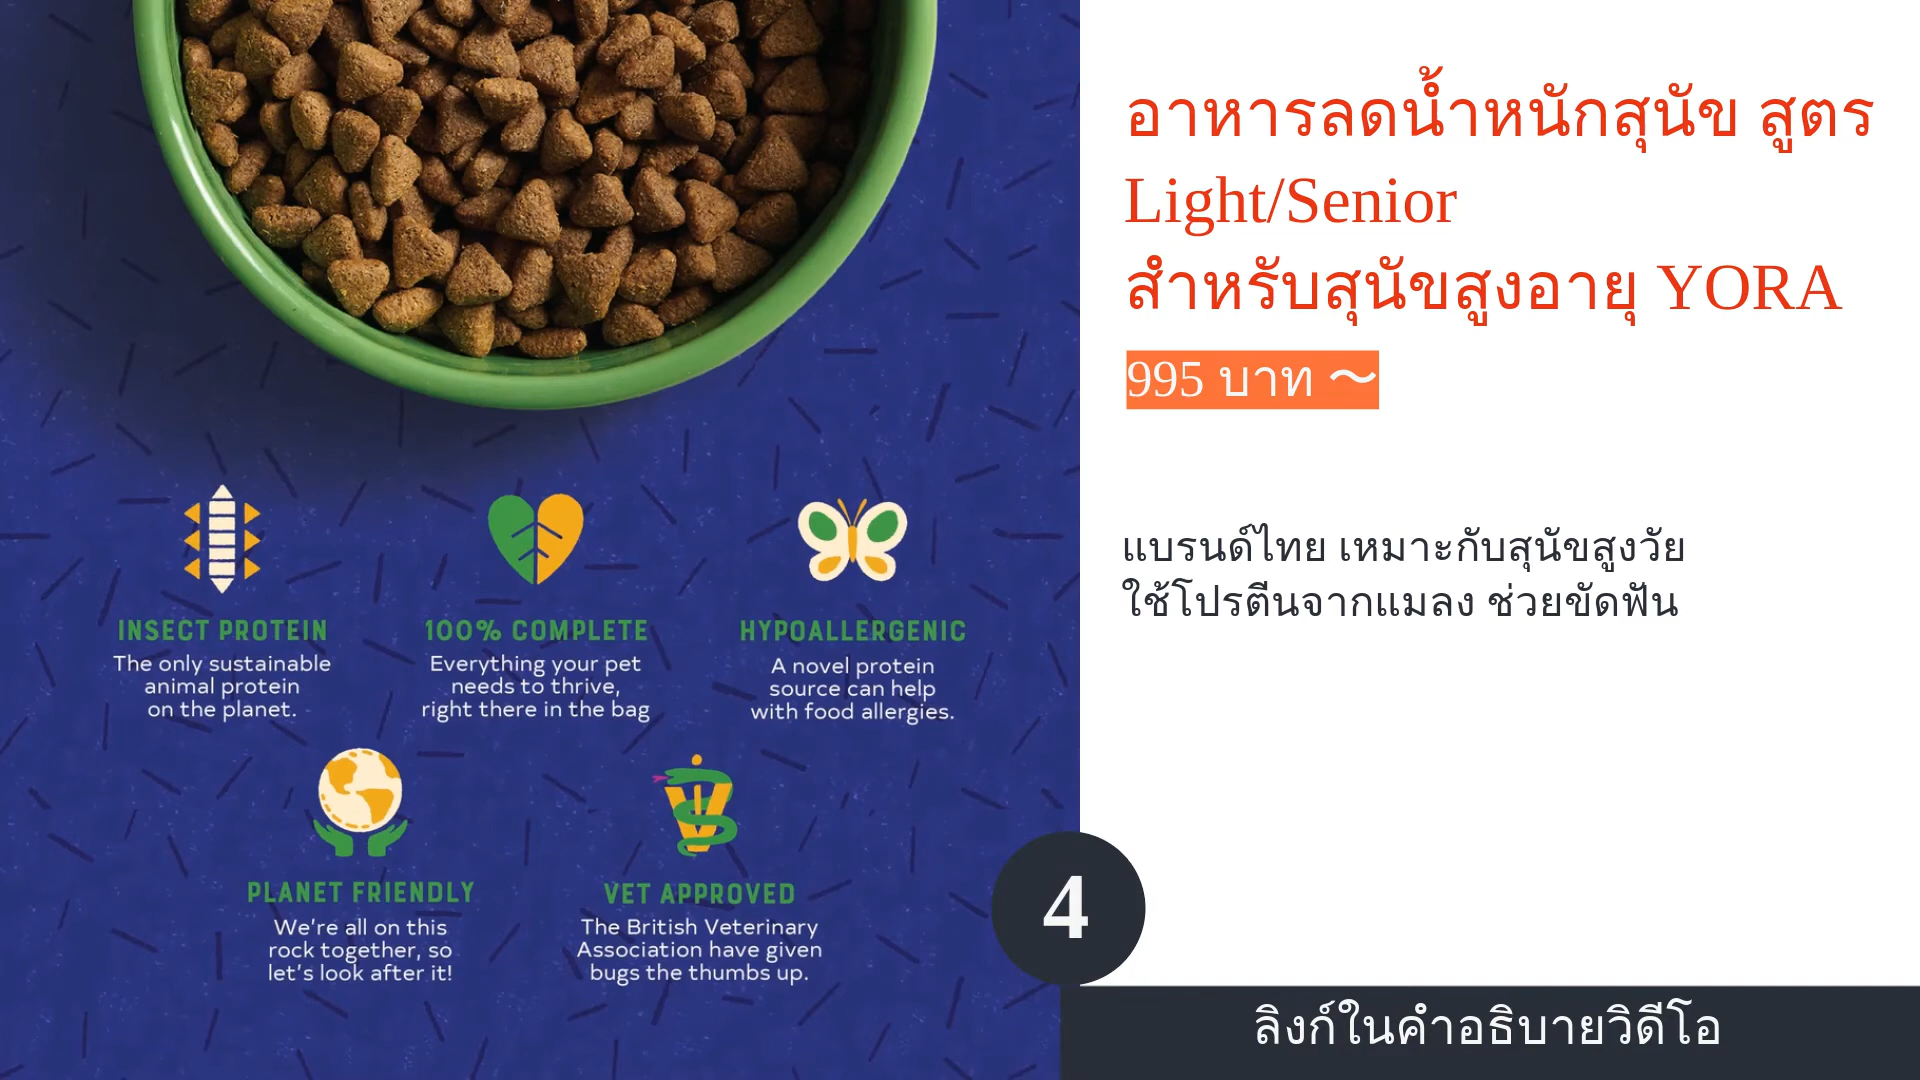 INSECT PROTEIN
The only sustainable
animal protein
on the planet.
100% COMPLETE
Everything your pet
needs to thrive,
right there in the bag
HYPOALLERGENIC
A novel protein
source can help
with food allergies.
PLANET FRIENDLY
We're all on this
rock together, so
let's look after it!
VET APPROVED
The British Veterinary
Association have given
bugs the thumbs up.
อาหารลดน้ำหนักสุนัข สูตร
Light/Senior
สำหรับสุนัขสูงอายุ YORA
995 บาท 〜
แบรนด์ไทย เหมาะกับสุนัขสูงวัย
ใช้โปรตีนจากแมลง ช่วยขัดฟัน
4
ลิงก์ในคำอธิบายวิดีโอ